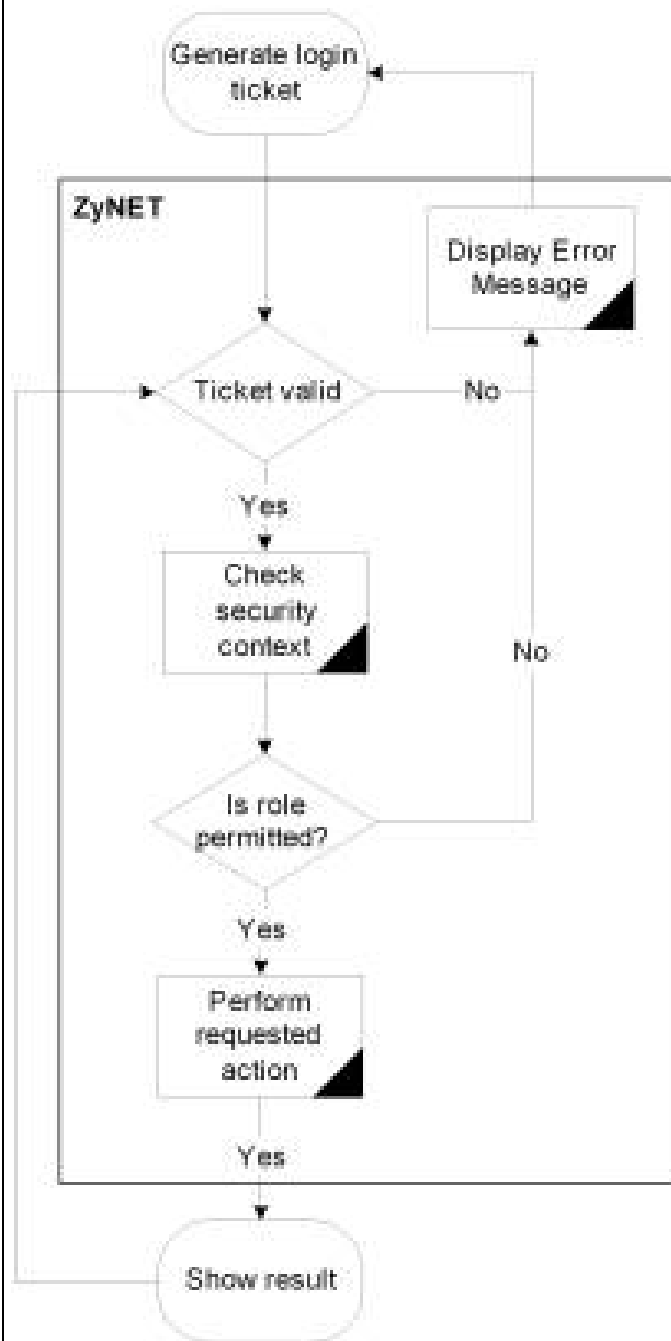 Generate login
ticket
ZyNET
Display Error
Message
Ticket valid
No
Yes
Check
security
context
No
Is role
permitted?
Yes
Perform
requested
action
Yes
Show result